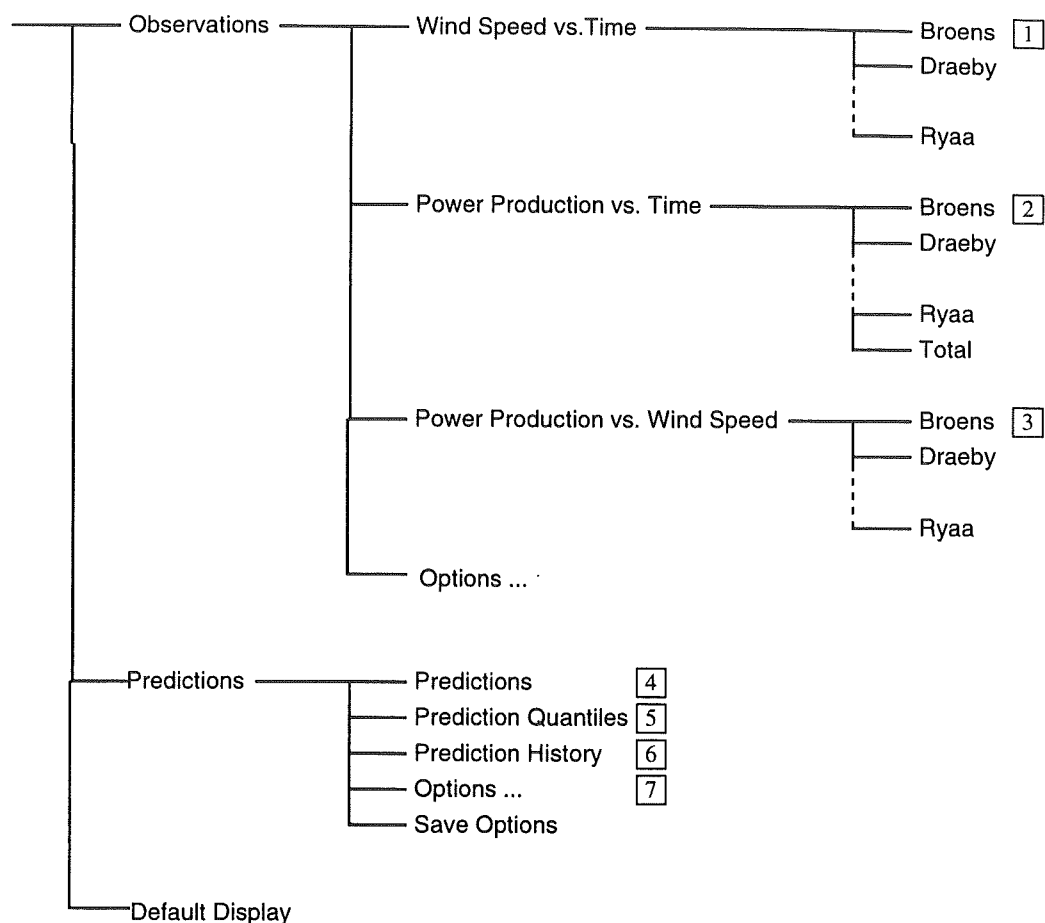 Observations
Wind Speed vs.Time
Broens 1
Draeby
Ryaa
Power Production vs. Time
Broens 2
Draeby
Ryaa
Total
Power Production vs. Wind Speed
Broens 3
Draeby
Ryaa
Options ...
Predictions
Predictions 4
Prediction Quantiles 5
Prediction History 6
Options ... 7
Save Options
Default Display